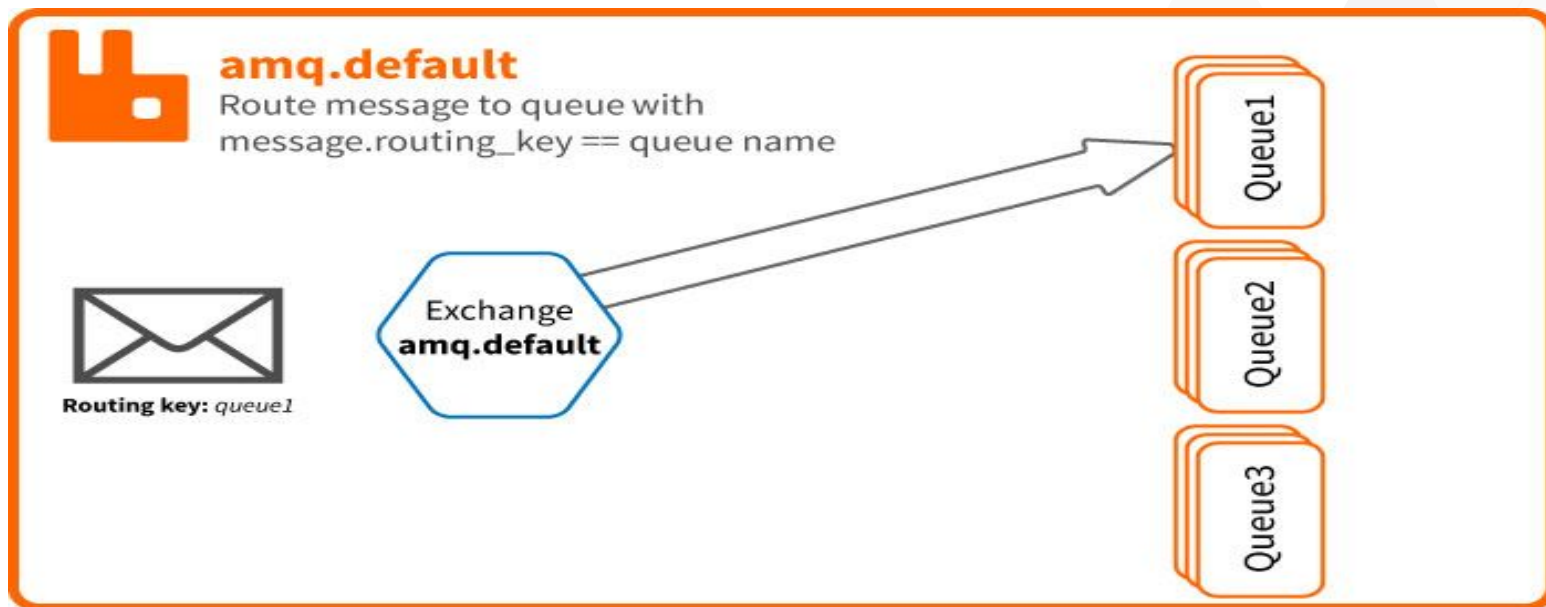 amq.default
Route message to queue with
message.routing_key == queue name
Exchange
amq.default
Routing key: queue1
Queue1
Queue2
Queue3